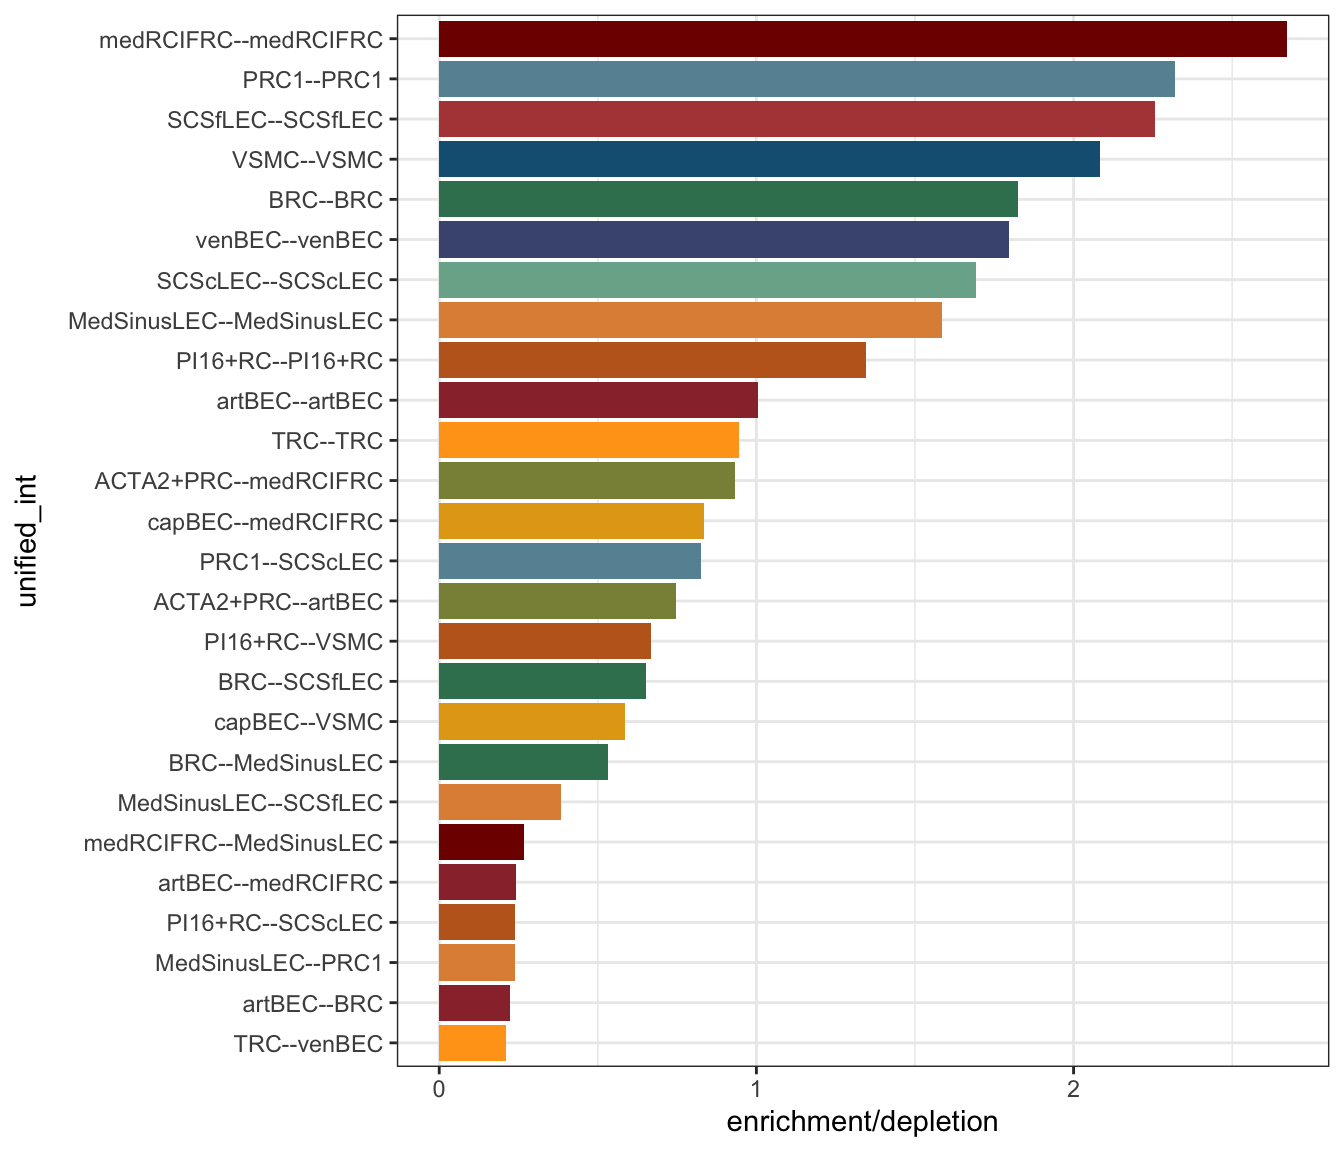 medRCIFRC--medRCIFRC
PRC1--PRC1
SCSfLEC--SCSfLEC
VSMC--VSMC
BRC--BRC
venBEC--venBEC
SCScLEC--SCScLEC
MedSinusLEC--MedSinusLEC
PI16+RC--PI16+RC
artBEC--artBEC
TRC--TRC
ACTA2+PRC--medRCIFRC
capBEC--medRCIFRC
PRC1--SCScLEC
ACTA2+PRC--artBEC
PI16+RC--VSMC
BRC--SCSfLEC
capBEC--VSMC
BRC--MedSinusLEC
MedSinusLEC--SCSfLEC
medRCIFRC--MedSinusLEC
artBEC--medRCIFRC
PI16+RC--SCScLEC
MedSinusLEC--PRC1
artBEC--BRC
TRC--venBEC
unified_int
0 1 2
enrichment/depletion